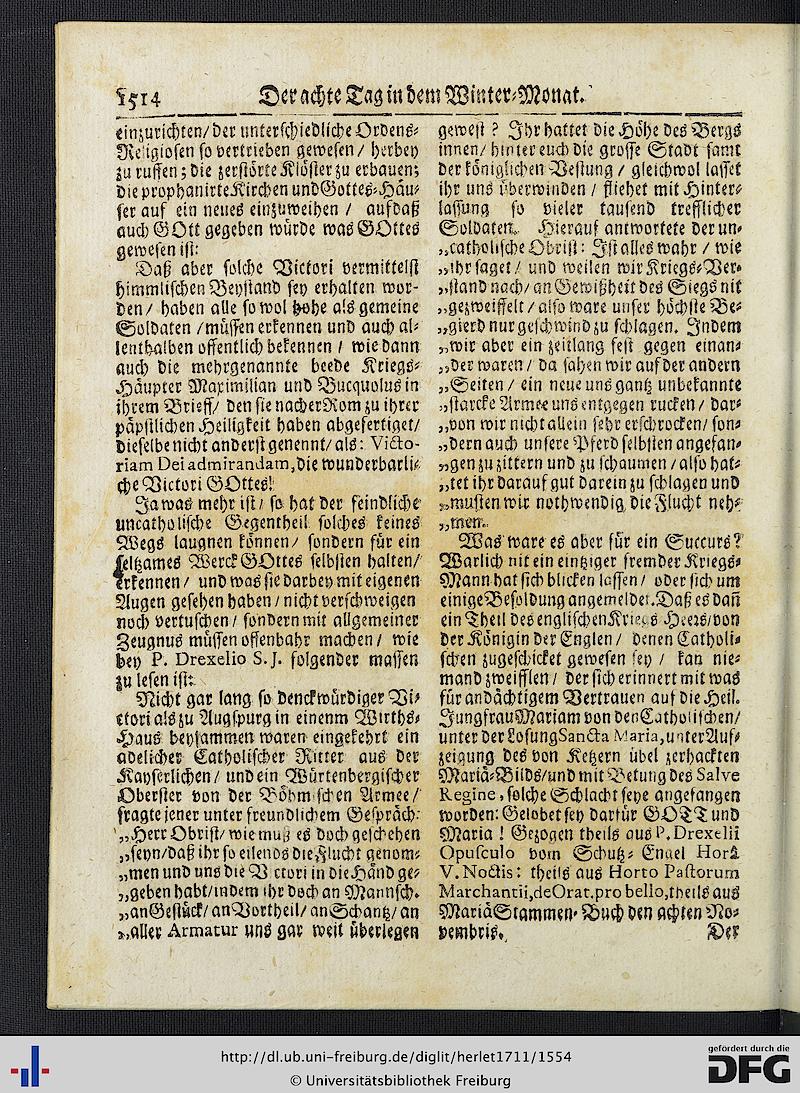 1514
Der achte Tag in dem Winter-Monat.
einzurichten/ der unterschiedliche Ordens-
Religiosen so vertrieben gewesen/ herbey
zu ruffen; die zerstörte Klöster zu erbauen;
die prophanirte Kirchen und Gottes-Häu-
ser auf ein neues einzuweihen / aufdaß
auch GOtt gegeben würde was GOttes
gewesen ist:
Daß aber solche Victori vermittelst
himmlischen Beystand sey erhalten wor-
den/ haben alle so wol hohe als gemeine
Soldaten /müssen erkennen und auch al-
lenthalben offentlich bekennen / wie dann
auch die mehrgenannte beede Kriegs-
Häupter Maximilian und Bucquolus in
ihrem Brieff/ den sie nacher Rom zu ihrer
päpstlichen Heiligkeit haben abgefertiget/
dieselbe nicht anderst genennt/ als: Victo-
riam Dei admirandam, die wunderbarli-
che Victori GOttes!
Ja was mehr ist/ so hat der feindliche
uncatholische Gegentheil solches keines
Wegs laugnen können/ sondern für ein
seltzames Werck GOttes selbsten halten/
erkennen / und was sie darbey mit eigenen
Augen gesehen haben/ nicht verschweigen
noch vertuschen / sondern mit allgemeiner
Zeugnus müssen offenbahr machen/ wie
bey P. Drexelio S. J. folgender massen
zu lesen ist:
Nicht gar lang so denckwürdiger Vi-
ctori als zu Augspurg in einenm Wirths-
Haus beysammen waren eingekehrt ein
adelicher Catholischer Ritter aus der
Kayserlichen/ und ein Würtenbergischer
Oberster von der Böhmischen Armee/
fragte jener unter freundlichem Gespräch:
„Herr Obrist/ wie muß es doch geschehen
„seyn/daß ihr so eilends die Flucht genom-
„men und uns die Victori in die Händ ge-
„geben habt/ indem ihr doch an Mannsch.
„an Gestück/ an Vortheil/ an Schantz/ an
„aller Armatur uns gar weit überlegen
gewest ? Ihr hattet die Höhe des Bergs
innen/ hinter euch die grosse Stadt samt
der königlichen Vestung / gleichwol lasset
ihr uns überwinden / fliehet mit Hinter-
lassung so vieler tausend trefflicher
Soldaten. Hierauf antwortete der un-
„catholische Obrist: Ist alles wahr / wie
„ihr saget/ und weilen wir Kriegs-Ver-
„stand nach/ an Gewißheit des Siegs nit
„gezweiffelt/ also ware unser höchste Be-
„gierd nur geschwind zu schlagen. Indem
„wir aber ein zeitlang fest gegen einan-
„der waren/ da sahen wir auf der andern
„Seiten / ein neue uns gantz unbekannte
„starcke Armee uns entgegen rucken/ dar-
„von wir nicht allein sehr erschrocken/ son-
„dern auch unsere Pferd selbsten angefan-
„gen zu zittern und zu schaumen/ also hat-
„tet ihr darauf gut darein zu schlagen und
„musten wir nothwendig die Flucht neh-
„men.
Was ware es aber für ein Succurs?
Warlich nit ein eintziger fremder Kriegs-
Mann hat sich blicken lassen/ oder sich um
einige Besoldung angemeldet. Daß es dañ
ein Theil des englischen Kriegs-Heers/von
der Königin der Englen/ denen Catholi-
schen zugeschicket gewesen sey / kan nie-
mand zweifflen/ der sich erinnert mit was
für andächtigem Vertrauen auf die Heil.
Jungfrau Mariam von den Catholischen/
unter der Losung Sancta Maria, unter Auf-
zeigung des von Ketzern übel zerhackten
Mariä-Bilds/und mit Betung des Salve
Regine, solche Schlacht seye angefangen
worden: Gelobet sey darfür GOTT und
Maria ! Gezogen theils aus P. Drexelii
Opusculo vom Schutz-Engel Horâ
V. Noctis: theils aus Horto Pastorum
Marchantii, de Orat. pro bello, theils aus
Mariä Stammen-Buch den achten No-
vembris.
Der
http://dl.ub.uni-freiburg.de/diglit/herlet1711/1554
© Universitätsbibliothek Freiburg
gefördert durch die
DFG